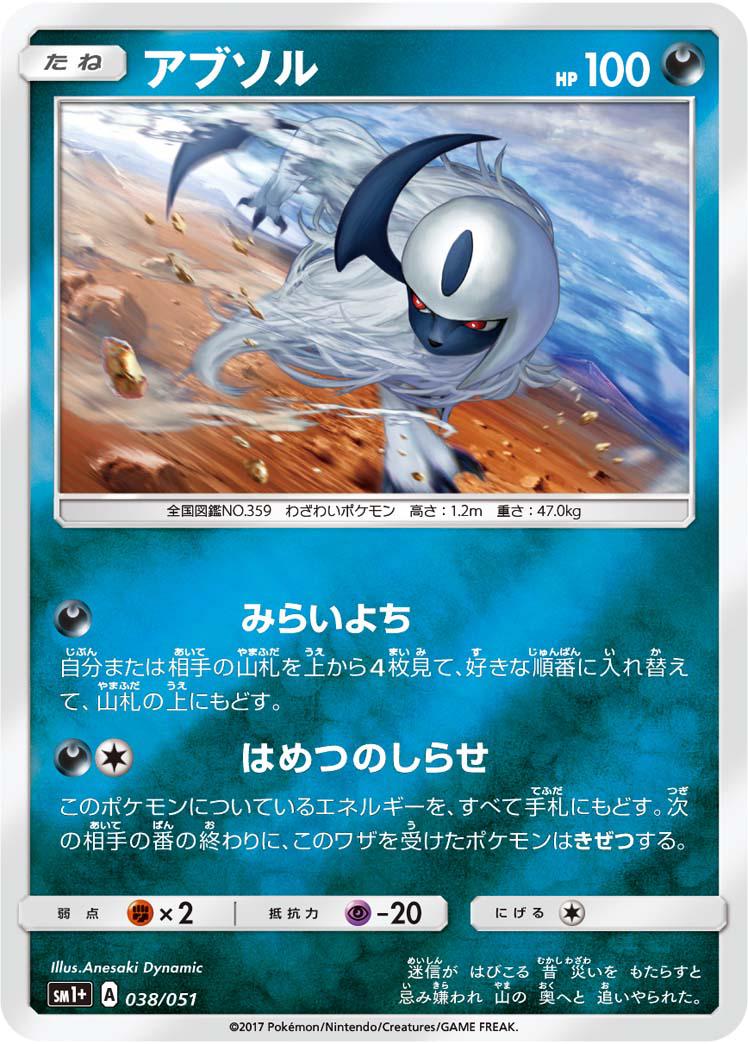 たね アブソル HP 100
全国図鑑NO.359 わざわいポケモン 高さ:1.2m 重さ:47.0kg
みらいよち
自分または相手の山札を上から4枚見て、好きな順番に入れ替え
て、山札の上にもどす。
はめつのしらせ
このポケモンについているエネルギーを、すべて手札にもどす。次
の相手の番の終わりに、このワザを受けたポケモンはきぜつする。
弱点 ×2 抵抗力 -20 にげる
Illus.Anesaki Dynamic
SM1+ A 038/051
迷信が はびこる 昔 災いを もたらすと
忌み嫌われ 山の 奥へと 追いやられた。
©2017 Pokémon/Nintendo/Creatures/GAME FREAK.